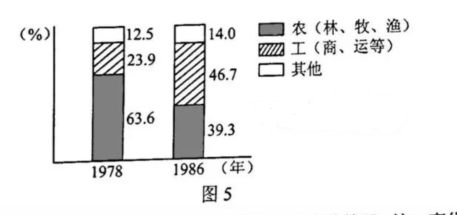 (%)
12.5
23.9
63.6
1978
14.0
46.7
39.3
1986
(年)
农（林、牧、渔）
工（商、运等）
其他
图5